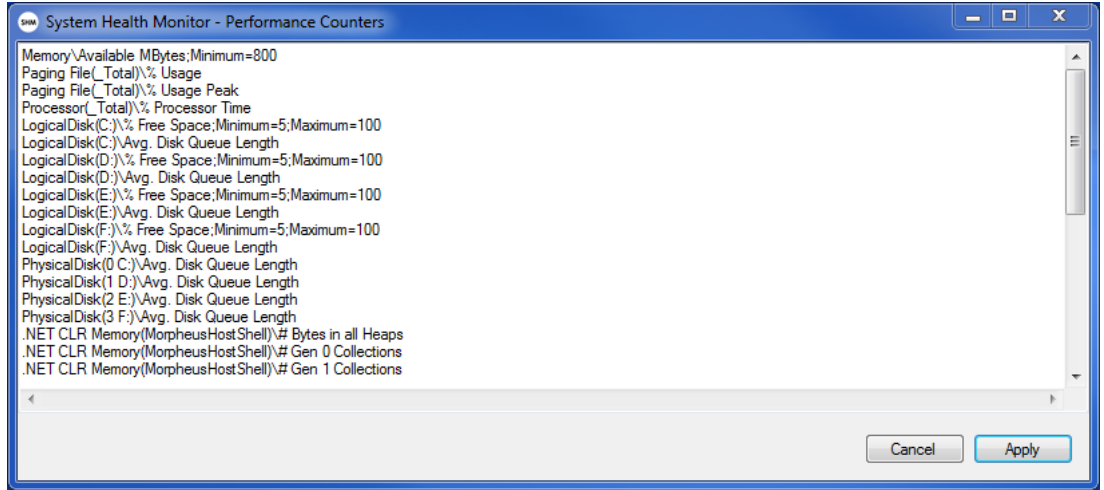 SHM System Health Monitor - Performance Counters
Memory\Available MBytes;Minimum=800
Paging File(_Total)\% Usage
Paging File(_Total)\% Usage Peak
Processor(_Total)\% Processor Time
LogicalDisk(C:)\% Free Space;Minimum=5;Maximum=100
LogicalDisk(C:)\Avg. Disk Queue Length
LogicalDisk(D:)\% Free Space;Minimum=5;Maximum=100
LogicalDisk(D:)\Avg. Disk Queue Length
LogicalDisk(E:)\% Free Space;Minimum=5;Maximum=100
LogicalDisk(E:)\Avg. Disk Queue Length
LogicalDisk(F:)\% Free Space;Minimum=5;Maximum=100
LogicalDisk(F:)\Avg. Disk Queue Length
PhysicalDisk(0 C:)\Avg. Disk Queue Length
PhysicalDisk(1 D:)\Avg. Disk Queue Length
PhysicalDisk(2 E:)\Avg. Disk Queue Length
PhysicalDisk(3 F:)\Avg. Disk Queue Length
.NET CLR Memory(MorpheusHostShell)\# Bytes in all Heaps
.NET CLR Memory(MorpheusHostShell)\# Gen 0 Collections
.NET CLR Memory(MorpheusHostShell)\# Gen 1 Collections
Cancel Apply